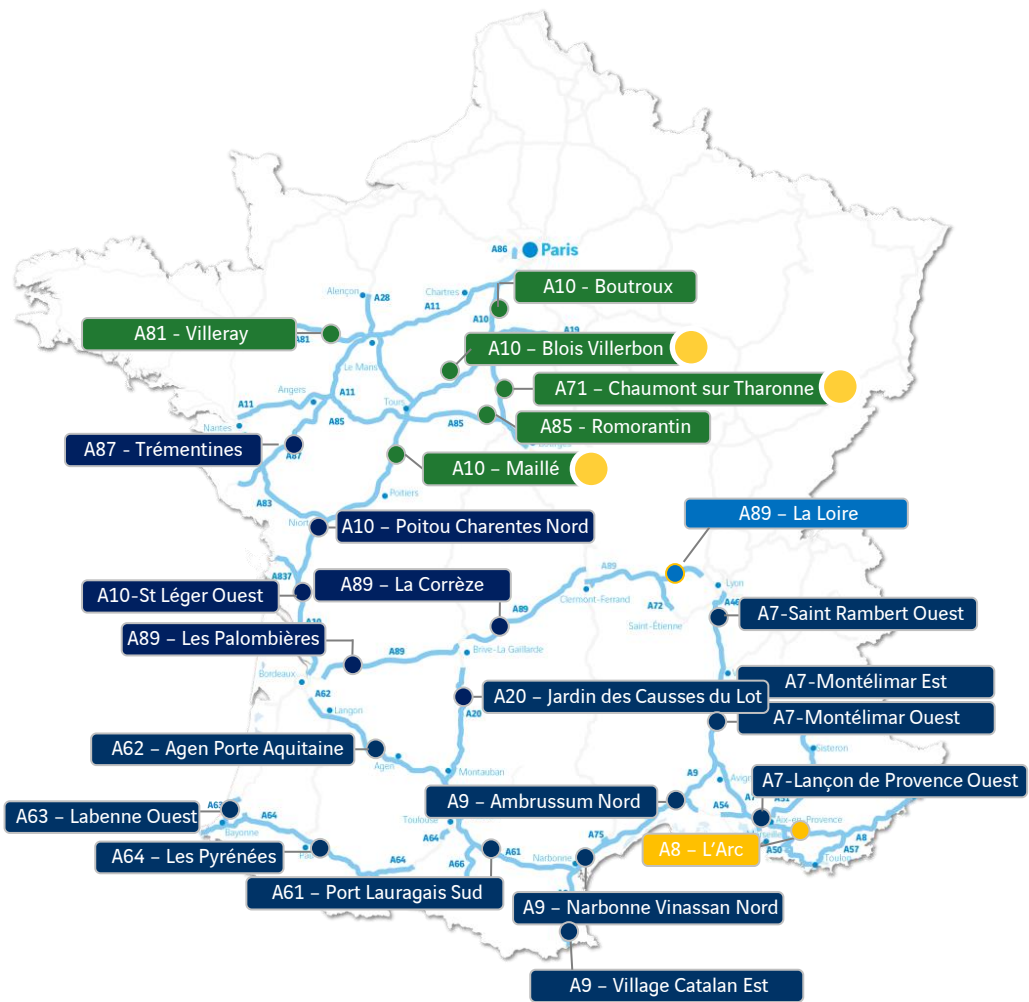 A86
Paris
A10 - Boutroux
Alençon
A28
Chartres
A11
A10
A19
A81 - Villeray
A81
A10 – Blois Villerbon
Le Mans
A71 – Chaumont sur Tharonne
Angers
A11
Tours
A11
A85
A85
A85 - Romorantin
Nantes
A87 - Trémentines
A87
A10 – Maillé
Poitiers
A83
A89 – La Loire
Niort
A10 – Poitou Charentes Nord
A837
A89
A89 – La Corrèze
Lyon
A10-St Léger Ouest
Clermont-Ferrand
A72
A46
A89
A7-Saint Rambert Ouest
Saint-Étienne
A89 – Les Palombières
A89
Brive-La Gaillarde
Bordeaux
A62
A20 – Jardin des Causses du Lot
A7-Montélimar Est
Langon
A20
A7-Montélimar Ouest
A62 – Agen Porte Aquitaine
Sisteron
Agen
Montauban
A9
A7-Lançon de Provence Ouest
A9 – Ambrussum Nord
A54
A7
A51
A63
A63 – Labenne Ouest
A64
Toulouse
Aix-en-Provence
Bayonne
A64
A75
A8 – L’Arc
A50
A8
A57
A64 – Les Pyrénées
Pau
A64
A66
A61
Narbonne
Toulon
A61 – Port Lauragais Sud
A9 – Narbonne Vinassan Nord
A9 – Village Catalan Est